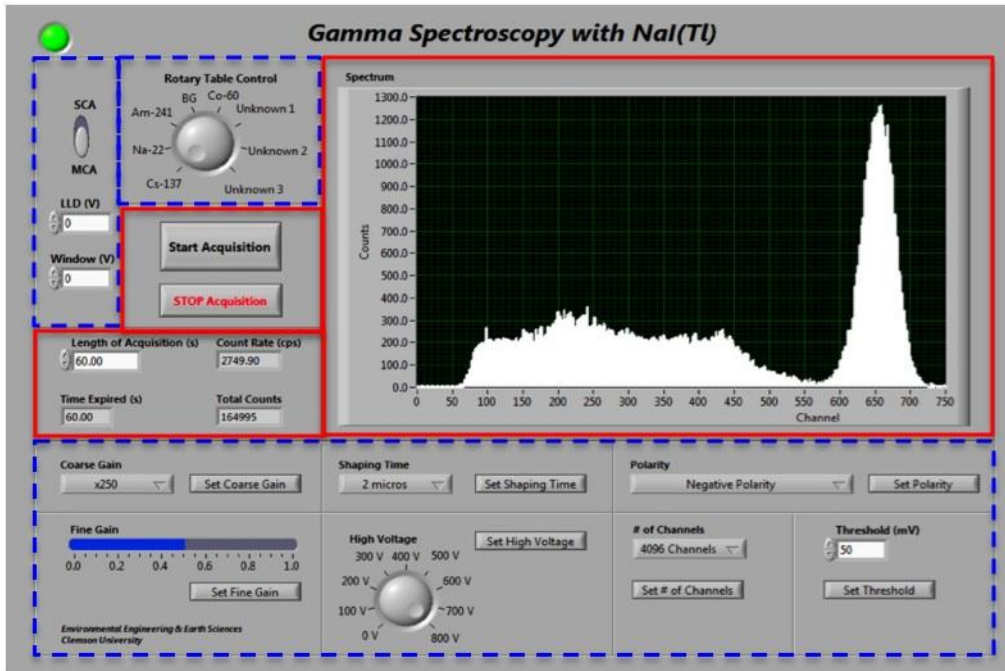 Gamma Spectroscopy with NaI(Tl)
SCA
MCA
LLD (V)
0
Window (V)
0
Rotary Table Control
BG
Co-60
Am-241
Unknown 1
Na-22
Unknown 2
Cs-137
Unknown 3
Start Acquisition
STOP Acquisition
Length of Acquisition (s)
60.00
Count Rate (cps)
2749.90
Time Expired (s)
60.00
Total Counts
164995
Spectrum
1300.0
1200.0
1100.0
1000.0
900.0
800.0
700.0
600.0
500.0
400.0
300.0
200.0
100.0
0.0
Counts
0 50 100 150 200 250 300 350 400 450 500 550 600 650 700 750
Channel
Coarse Gain
x250
Set Coarse Gain
Shaping Time
2 micros
Set Shaping Time
Polarity
Negative Polarity
Set Polarity
Fine Gain
0.0 0.2 0.4 0.6 0.8 1.0
Set Fine Gain
High Voltage
Set High Voltage
300 V 400 V 500 V
200 V 600 V
100 V 700 V
0 V 800 V
# of Channels
4096 Channels
Set # of Channels
Threshold (mV)
50
Set Threshold
Environmental Engineering & Earth Sciences
Clemson University